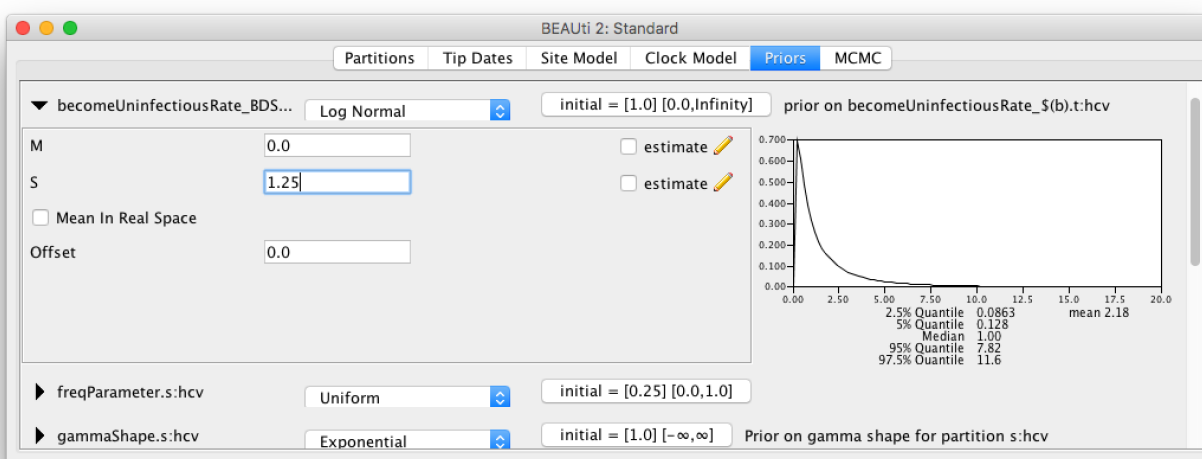 BEAUti 2: Standard
Partitions Tip Dates Site Model Clock Model Priors MCMC
becomeUninfectiousRate_BDS... Log Normal initial = [1.0] [0.0,Infinity] prior on becomeUninfectiousRate_$(b).t:hcv
M 0.0 estimate
S 1.25 estimate
Mean In Real Space
Offset 0.0
0.700
0.500
0.400
0.300
0.200
0.100
0.00
0.00 2.50 5.00 7.50 10.0 12.5 15.0 17.5 20.0
2.5% Quantile 0.0863 mean 2.18
5% Quantile 0.128
Median 1.00
95% Quantile 7.82
97.5% Quantile 11.6
freqParameter.s:hcv Uniform initial = [0.25] [0.0,1.0]
gammaShape.s:hcv Exponential initial = [1.0] [-∞,∞] Prior on gamma shape for partition s:hcv